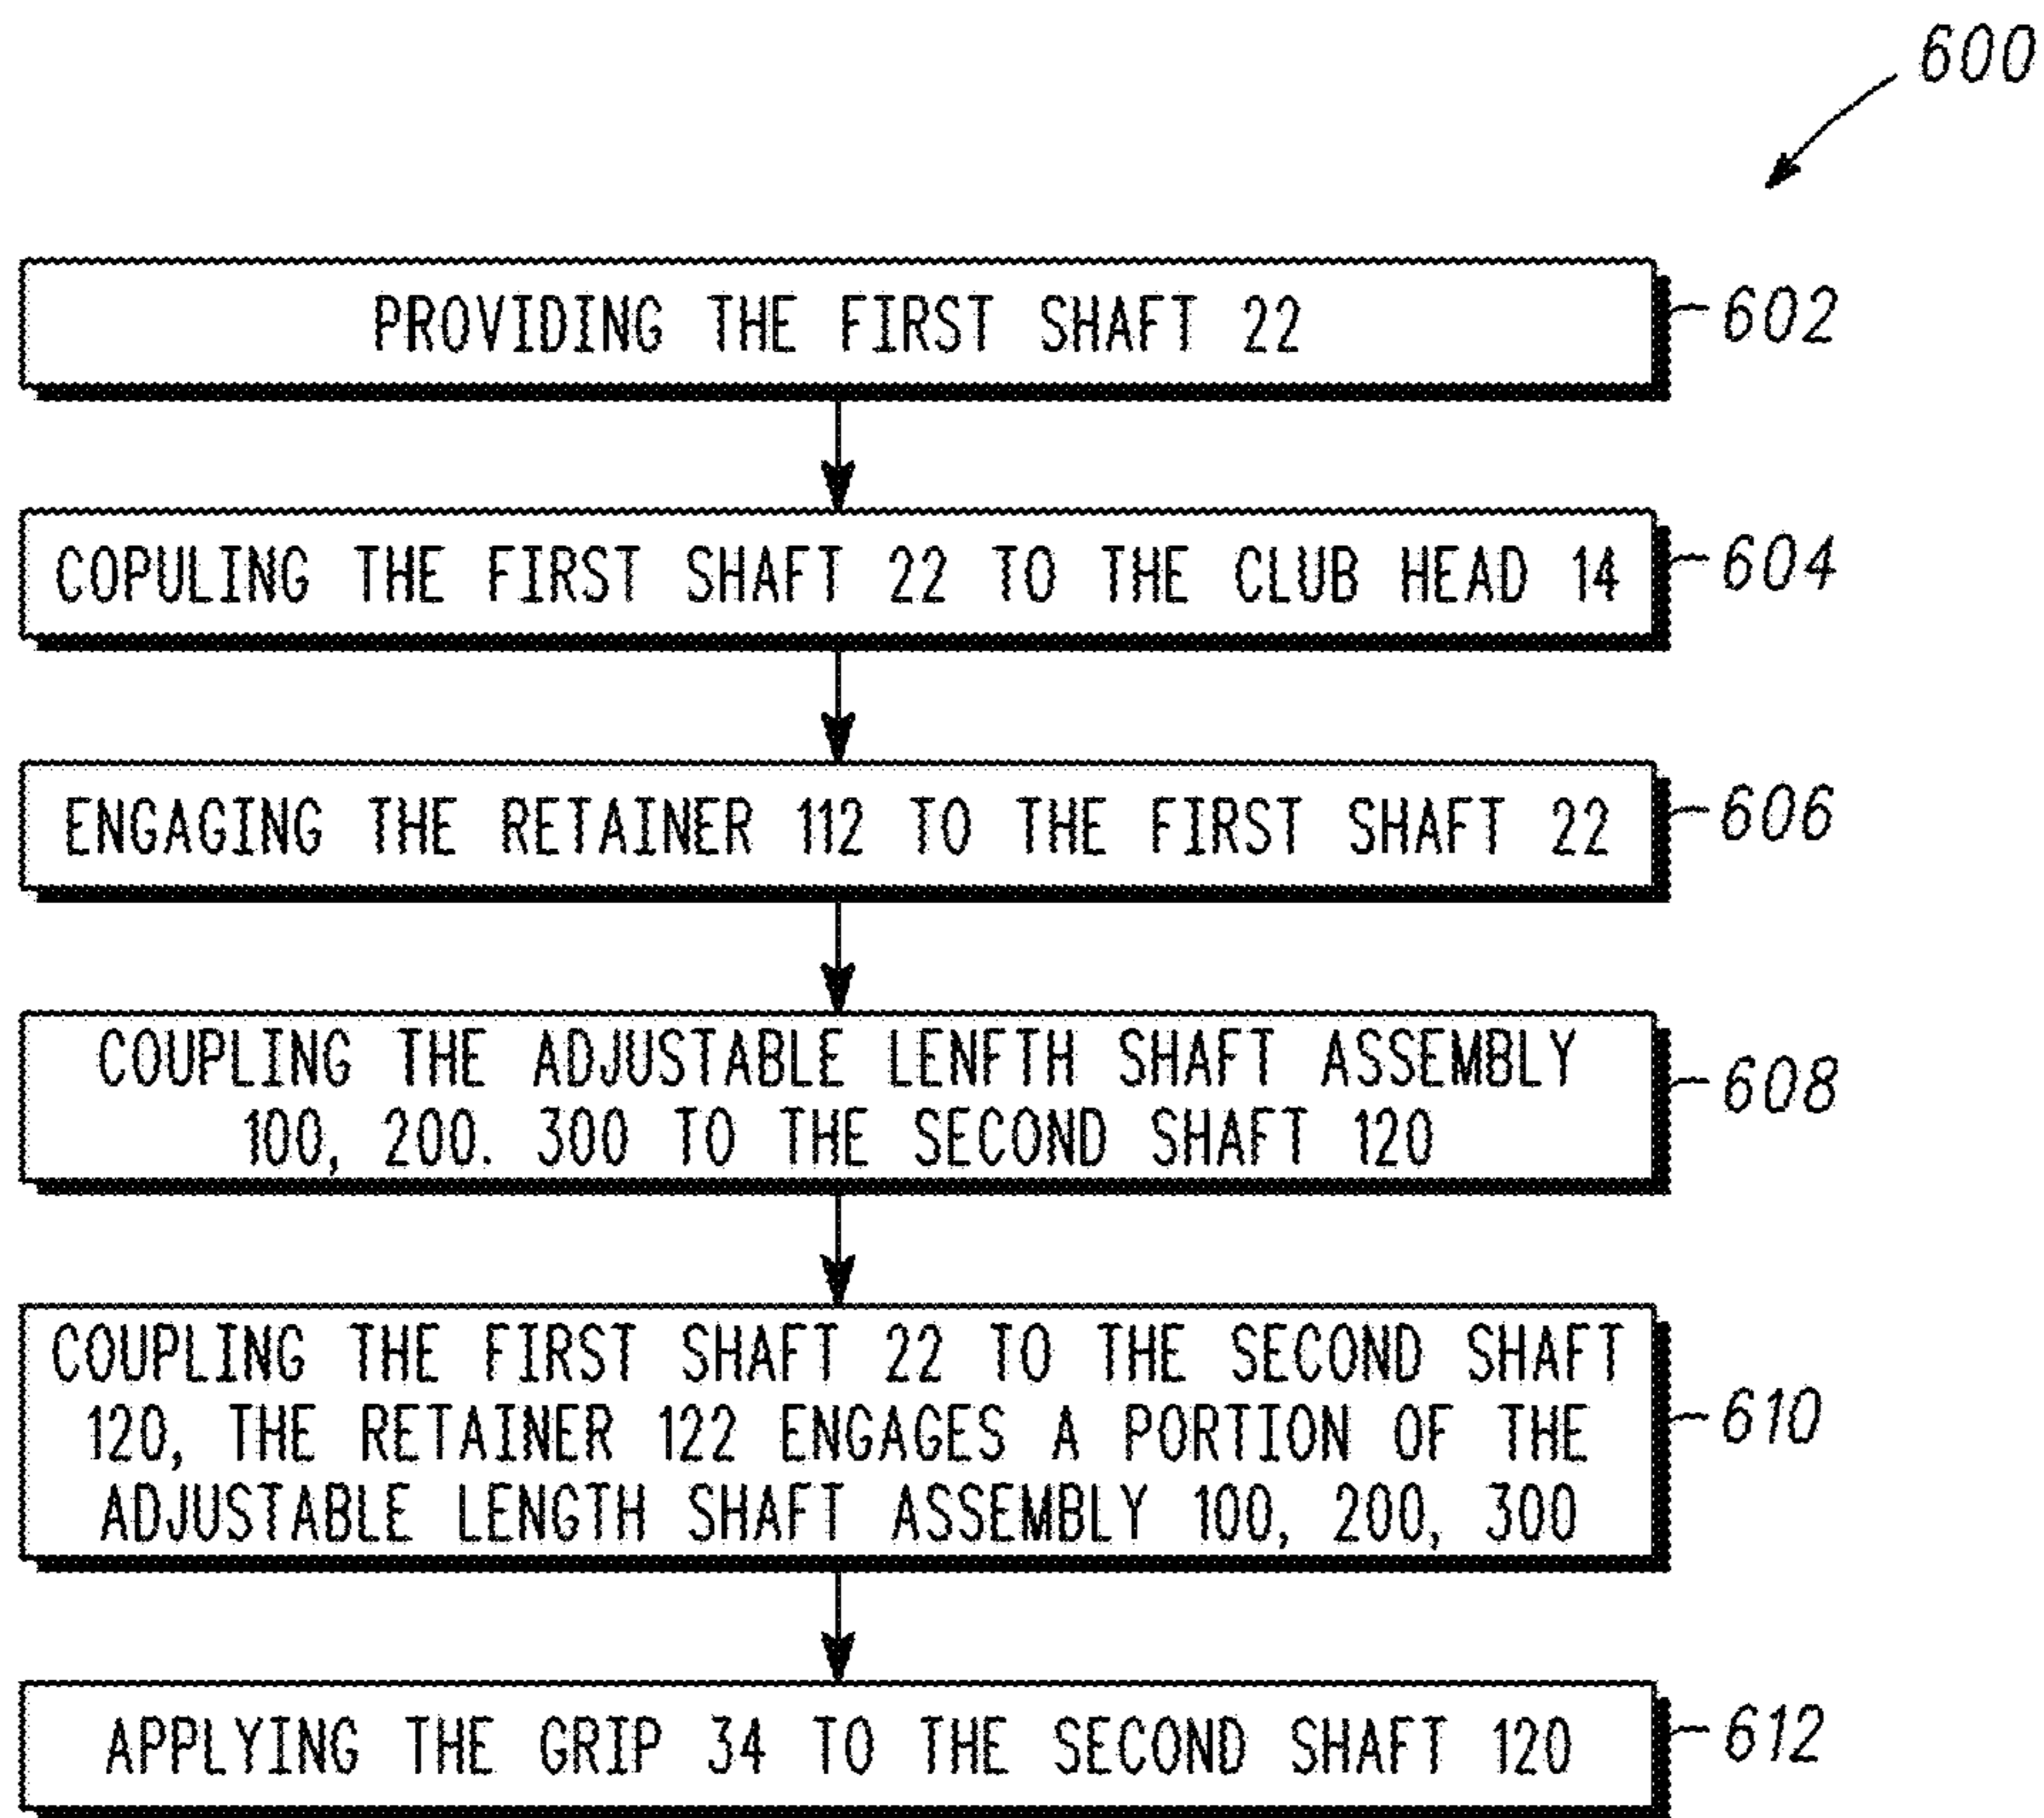 600
PROVIDING THE FIRST SHAFT 22
602
COPULING THE FIRST SHAFT 22 TO THE CLUB HEAD 14
604
ENGAGING THE RETAINER 112 TO THE FIRST SHAFT 22
606
COUPLING THE ADJUSTABLE LENFTH SHAFT ASSEMBLY
100, 200. 300 TO THE SECOND SHAFT 120
608
COUPLING THE FIRST SHAFT 22 TO THE SECOND SHAFT
120, THE RETAINER 122 ENGAGES A PORTION OF THE
ADJUSTABLE LENGTH SHAFT ASSEMBLY 100, 200, 300
610
APPLYING THE GRIP 34 TO THE SECOND SHAFT 120
612